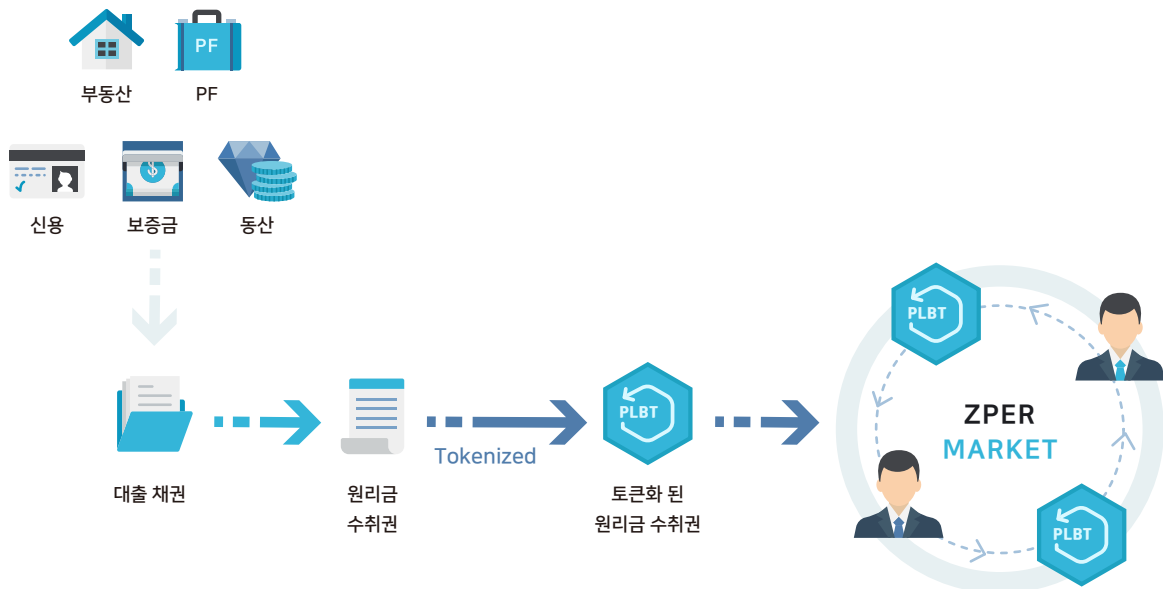 PF
부동산
PF
신용
보증금
동산
대출 채권
원리금
수취권
Tokenized
PLBT
토큰화 된
원리금 수취권
PLBT
ZPER
MARKET
PLBT